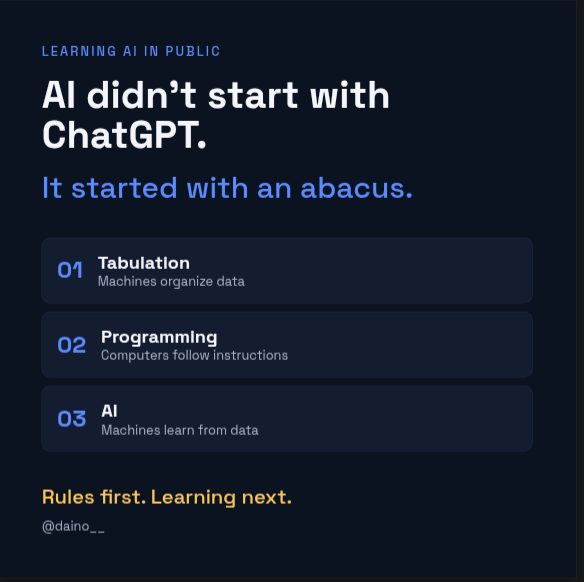 LEARNING AI IN PUBLIC
AI didn't start with
ChatGPT.
It started with an abacus.
01
Tabulation
Machines organize data
02
Programming
Computers follow instructions
03
AI
Machines learn from data
Rules first. Learning next.
@daino__